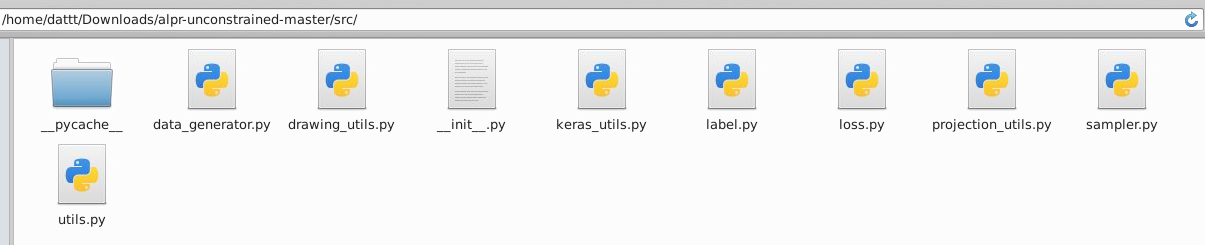 /home/dattt/Downloads/alpr-unconstrained-master/src/
__pycache__ data_generator.py drawing_utils.py __init__.py keras_utils.py label.py loss.py projection_utils.py sampler.py
utils.py